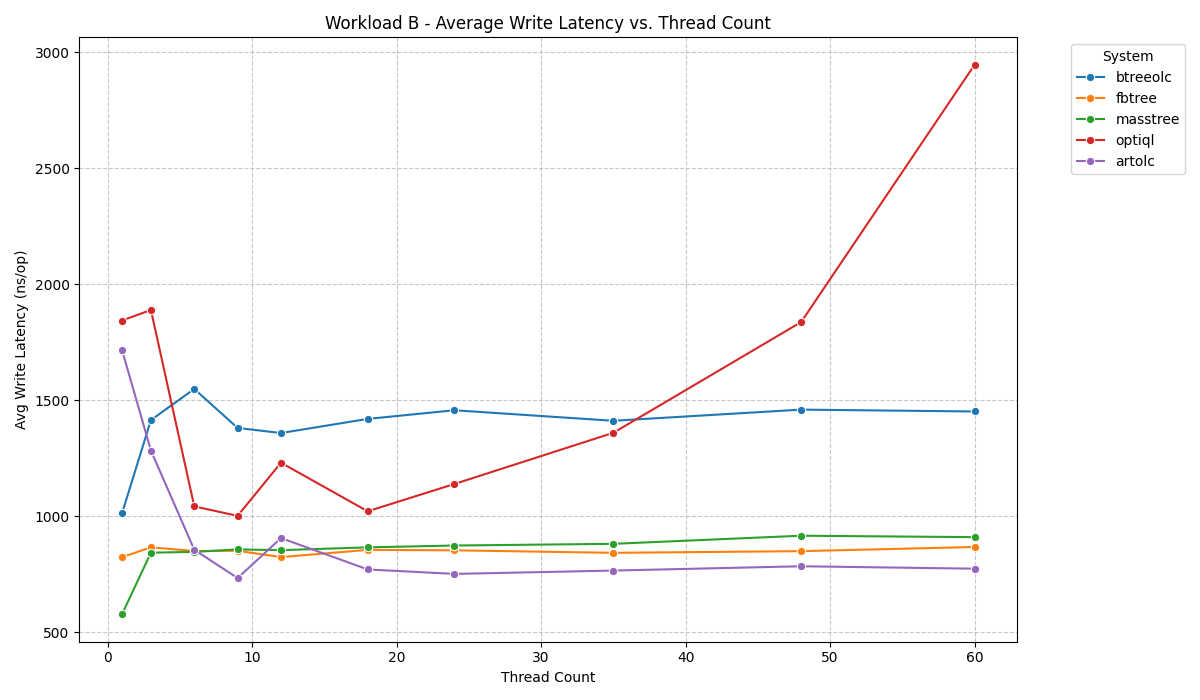 Workload B - Average Write Latency vs. Thread Count
System
btreeolc
fbtree
masstree
optiql
artolc
Avg Write Latency (ns/op)
3000
2500
2000
1500
1000
500
0
10
20
30
40
50
60
Thread Count